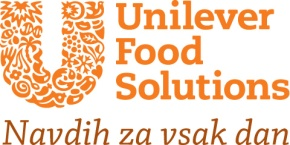 Unilever
Food
Solutions
Navdih za vsak dan